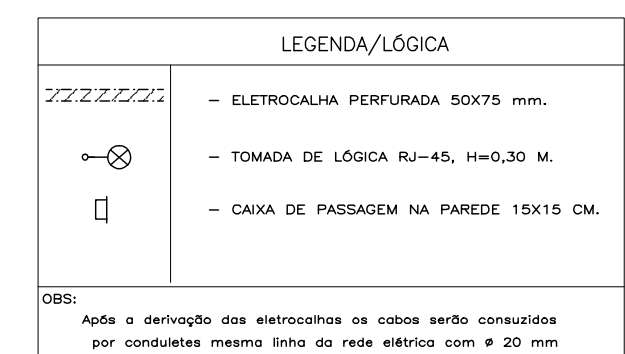 LEGENDA/LÓGICA
– ELETROCALHA PERFURADA 50X75 mm.
– TOMADA DE LÓGICA RJ–45, H=0,30 M.
– CAIXA DE PASSAGEM NA PAREDE 15X15 CM.
OBS:
Após a derivação das eletrocalhas os cabos serão consuzidos
por conduletes mesma linha da rede elétrica com ø 20 mm